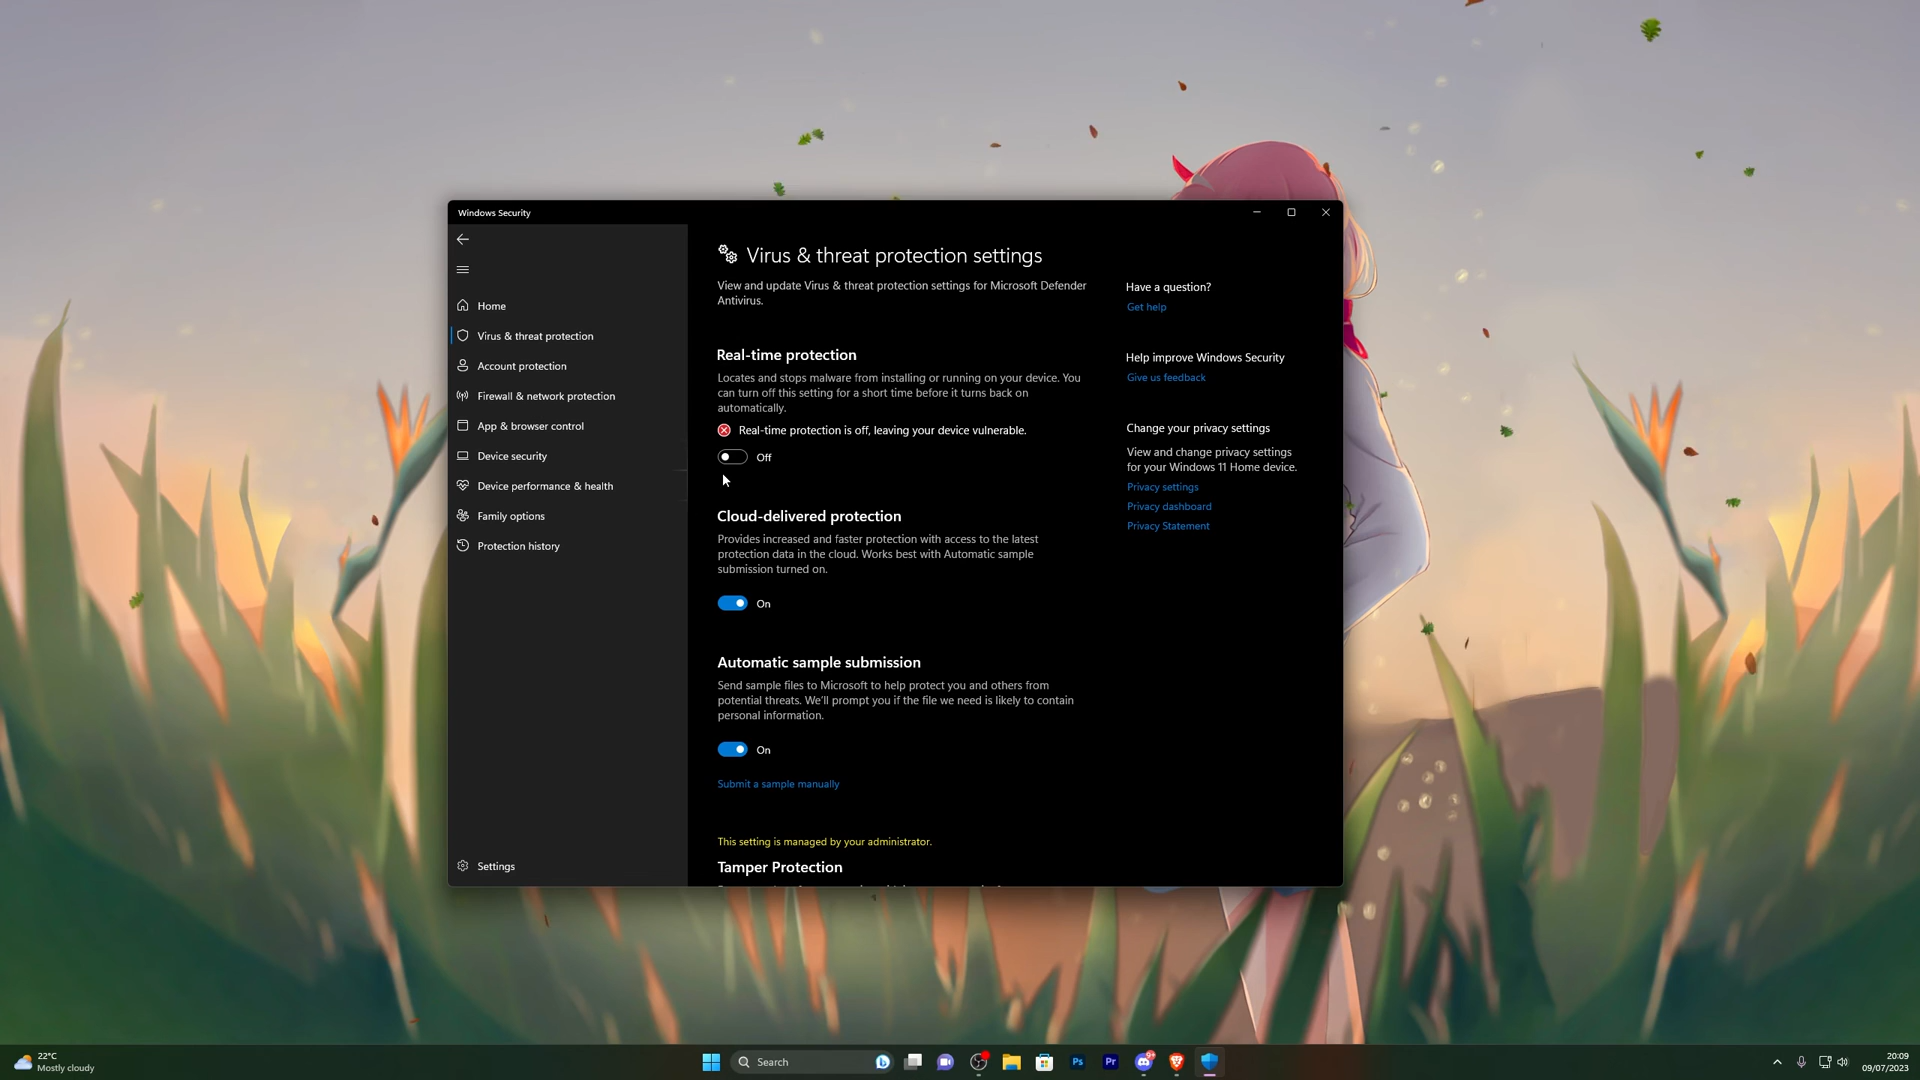 Windows Security
Home
Virus & threat protection
Account protection
Firewall & network protection
App & browser control
Device security
Device performance & health
Family options
Protection history
Settings
Virus & threat protection settings
View and update Virus & threat protection settings for Microsoft Defender
Antivirus.
Real-time protection
Locates and stops malware from installing or running on your device. You
can turn off this setting for a short time before it turns back on
automatically.
Real-time protection is off, leaving your device vulnerable.
Off
Cloud-delivered protection
Provides increased and faster protection with access to the latest
protection data in the cloud. Works best with Automatic sample
submission turned on.
On
Automatic sample submission
Send sample files to Microsoft to help protect you and others from
potential threats. We'll prompt you if the file we need is likely to contain
personal information.
On
Submit a sample manually
This setting is managed by your administrator.
Tamper Protection
Have a question?
Get help
Help improve Windows Security
Give us feedback
Change your privacy settings
View and change privacy settings
for your Windows 11 Home device.
Privacy settings
Privacy dashboard
Privacy Statement
22°C
Mostly cloudy
Search
Ps
Pr
9+
20:09
09/07/2023